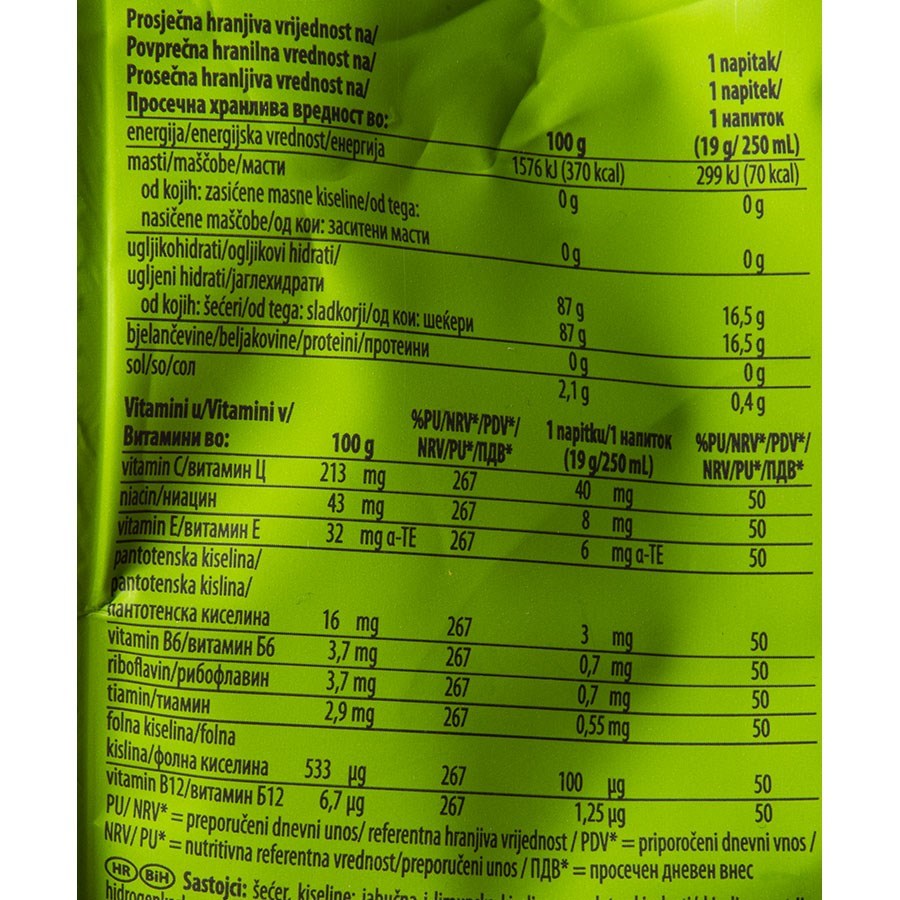 Prosječna hranjiva vrijednost na/
Povprečna hranilna vrednost na/
Prosečna hranljiva vrednost na/
Просечна хранлива вредност во:
100 g
1 napitak/
1 napitek/
1 напиток
(19 g/ 250 mL)
energija/energijska vrednost/енергија 1576 kJ (370 kcal) 299 kJ (70 kcal)
masti/maščobe/масти 0 g 0 g
od kojih: zasićene masne kiseline/od tega:
nasičene maščobe/од кои: заситени масти 0 g 0 g
ugljikohidrati/ogljikovi hidrati/
ugljeni hidrati/јаглехидрати 87 g 16,5 g
od kojih: šećeri/od tega: sladkorji/од кои: шеќери 87 g 16,5 g
bjelančevine/beljakovine/proteini/протеини 0 g 0 g
sol/so/сол 2,1 g 0,4 g
Vitamini u/Vitamini v/
Витамини во:
100 g
%PU/NRV*/PDV*/
NRV/PU*/ПДВ*
1 napitku/1 напиток
(19 g/250 mL)
%PU/NRV*/PDV*/
NRV/PU*/ПДВ*
vitamin C/витамин Ц 213 mg 267 40 mg 50
niacin/ниацин 43 mg 267 8 mg 50
vitamin E/витамин Е 32 mg α-TE 267 6 mg α-TE 50
pantotenska kiselina/
pantotenska kislina/
пантотенска киселина 16 mg 267 3 mg 50
vitamin B6/витамин Б6 3,7 mg 267 0,7 mg 50
riboflavin/рибофлавин 3,7 mg 267 0,7 mg 50
tiamin/тиамин 2,9 mg 267 0,55 mg 50
folna kiselina/folna
kislina/фолна киселина 533 µg 267 100 µg 50
vitamin B12/витамин Б12 6,7 µg 267 1,25 µg 50
PU/ NRV* = preporučeni dnevni unos/ referentna hranjiva vrijednost / PDV* = priporočeni dnevni vnos /
NRV/ PU* = nutritivna referentna vrednost/preporučeni unos / ПДВ* = просечен дневен внес
HR BiH Sastojci: šećer, kiseline: jabučna i